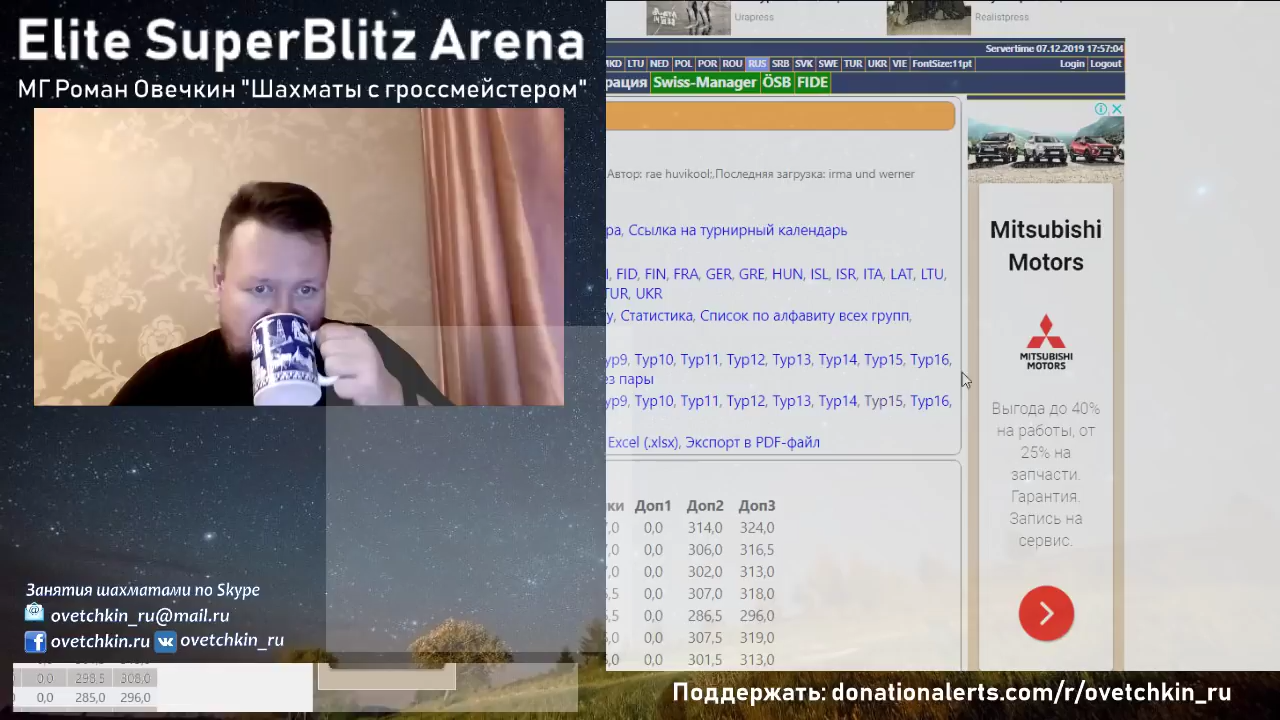 Elite SuperBlitz Arena
МГ Роман Овечкин "Шахматы с гроссмейстером"
Urapress
Realistpress
Servertime 07.12.2019 17:57:04
MKD LTU NED POL POR ROU RUS SRB SVK SWE TUR UKR VIE FontSize:11pt
Login Logout
Swiss-Manager ÖSB FIDE
Автор: rae huvikool;,Последняя загрузка: irma und werner
Ссылка на турнирный календарь
FID, FIN, FRA, GER, GRE, HUN, ISL, ISR, ITA, LAT, LTU,
TUR, UKR
Статистика, Список по алфавиту всех групп,
Тур10, Тур11, Тур12, Тур13, Тур14, Тур15, Тур16,
пары
Тур10, Тур11, Тур12, Тур13, Тур14, Тур15, Тур16,
Excel (.xlsx), Экспорт в PDF-файл
Доп1 Доп2 Доп3
0,0 314,0 324,0
0,0 306,0 316,5
0,0 302,0 313,0
0,0 307,0 318,0
0,0 286,5 296,0
0,0 307,5 319,0
0,0 301,5 313,0
Mitsubishi
Motors
MITSUBISHI
MOTORS
Выгода до 40%
на работы, от
25% на
запчасти.
Гарантия.
Запись на
сервис.
Занятия шахматами по Skype
ovetchkin_ru@mail.ru
ovetchkin.ru ovetchkin_ru
0,0 298,5 308,0
0,0 285,0 296,0
Поддержать: donationalerts.com/r/ovetchkin_ru